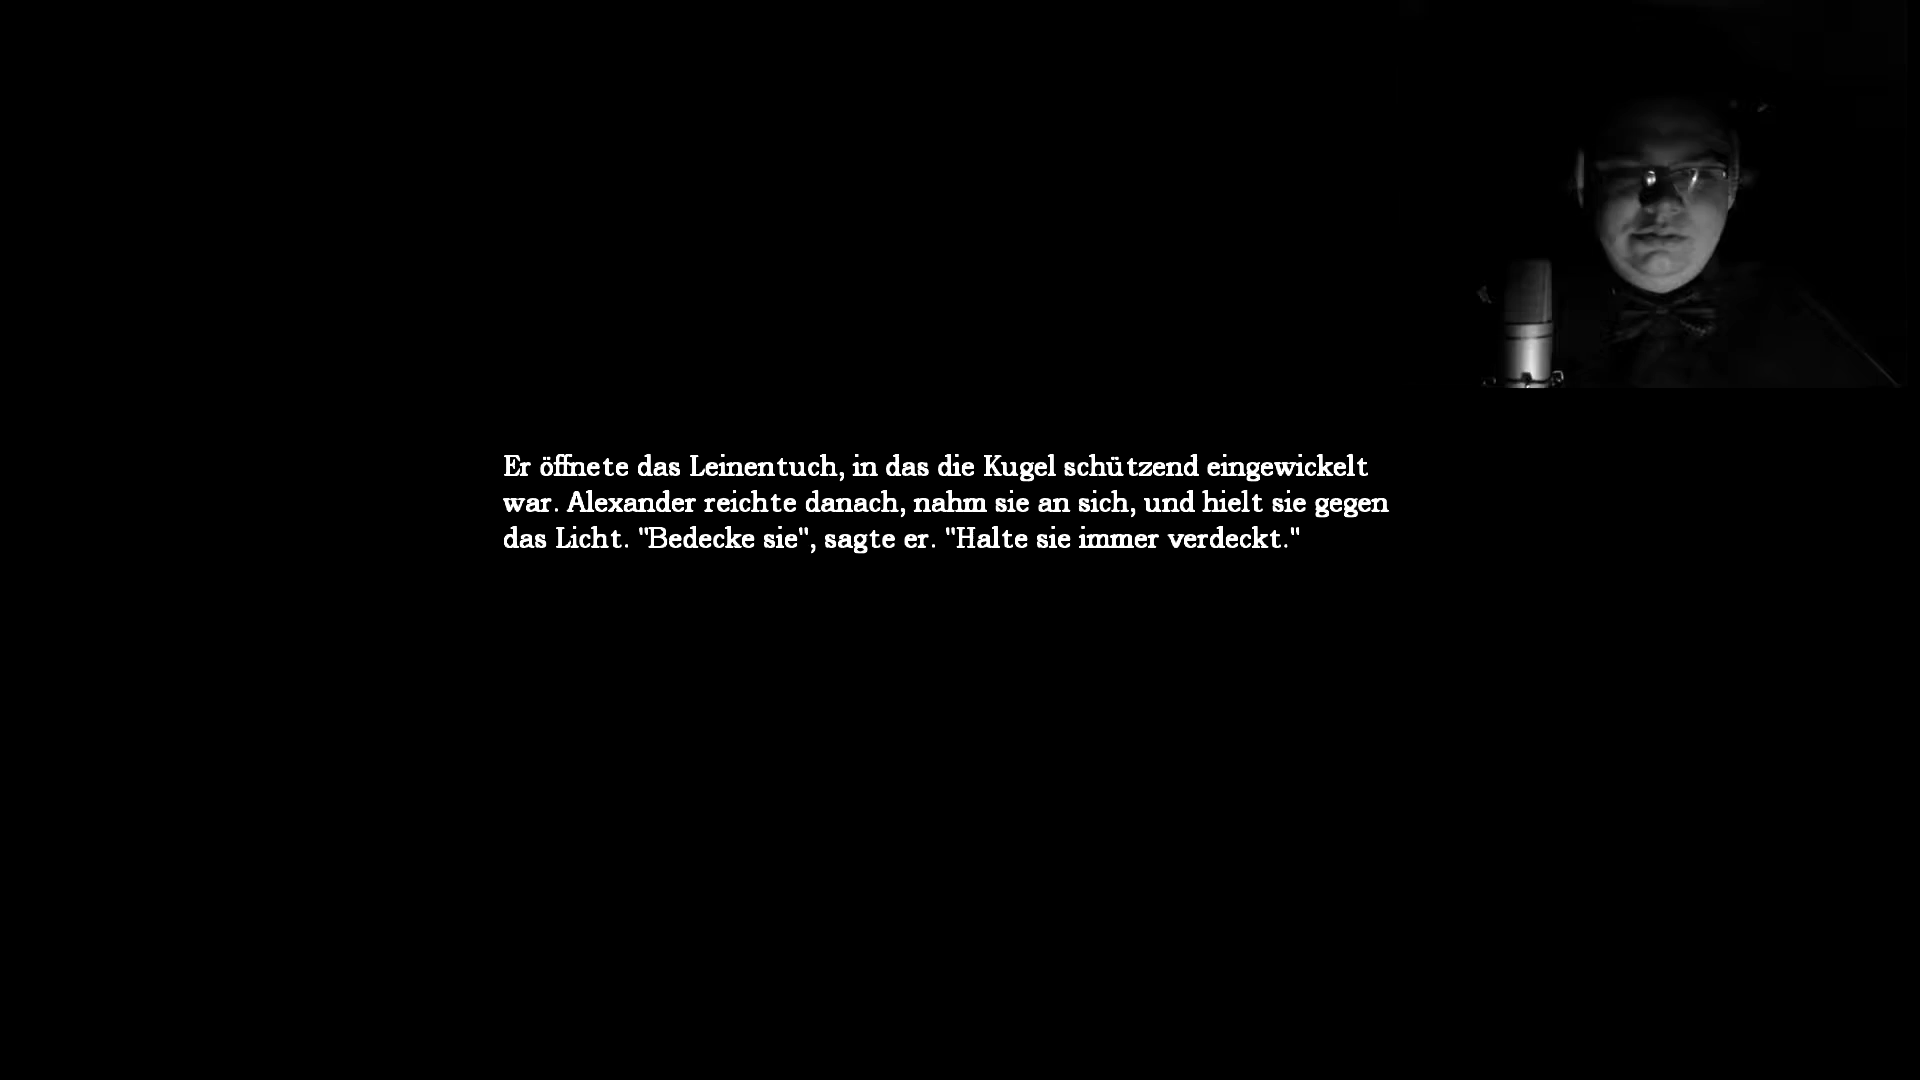 Er öffnete das Leinentuch, in das die Kugel schützend eingewickelt
war. Alexander reichte danach, nahm sie an sich, und hielt sie gegen
das Licht. "Bedecke sie", sagte er. "Halte sie immer verdeckt."